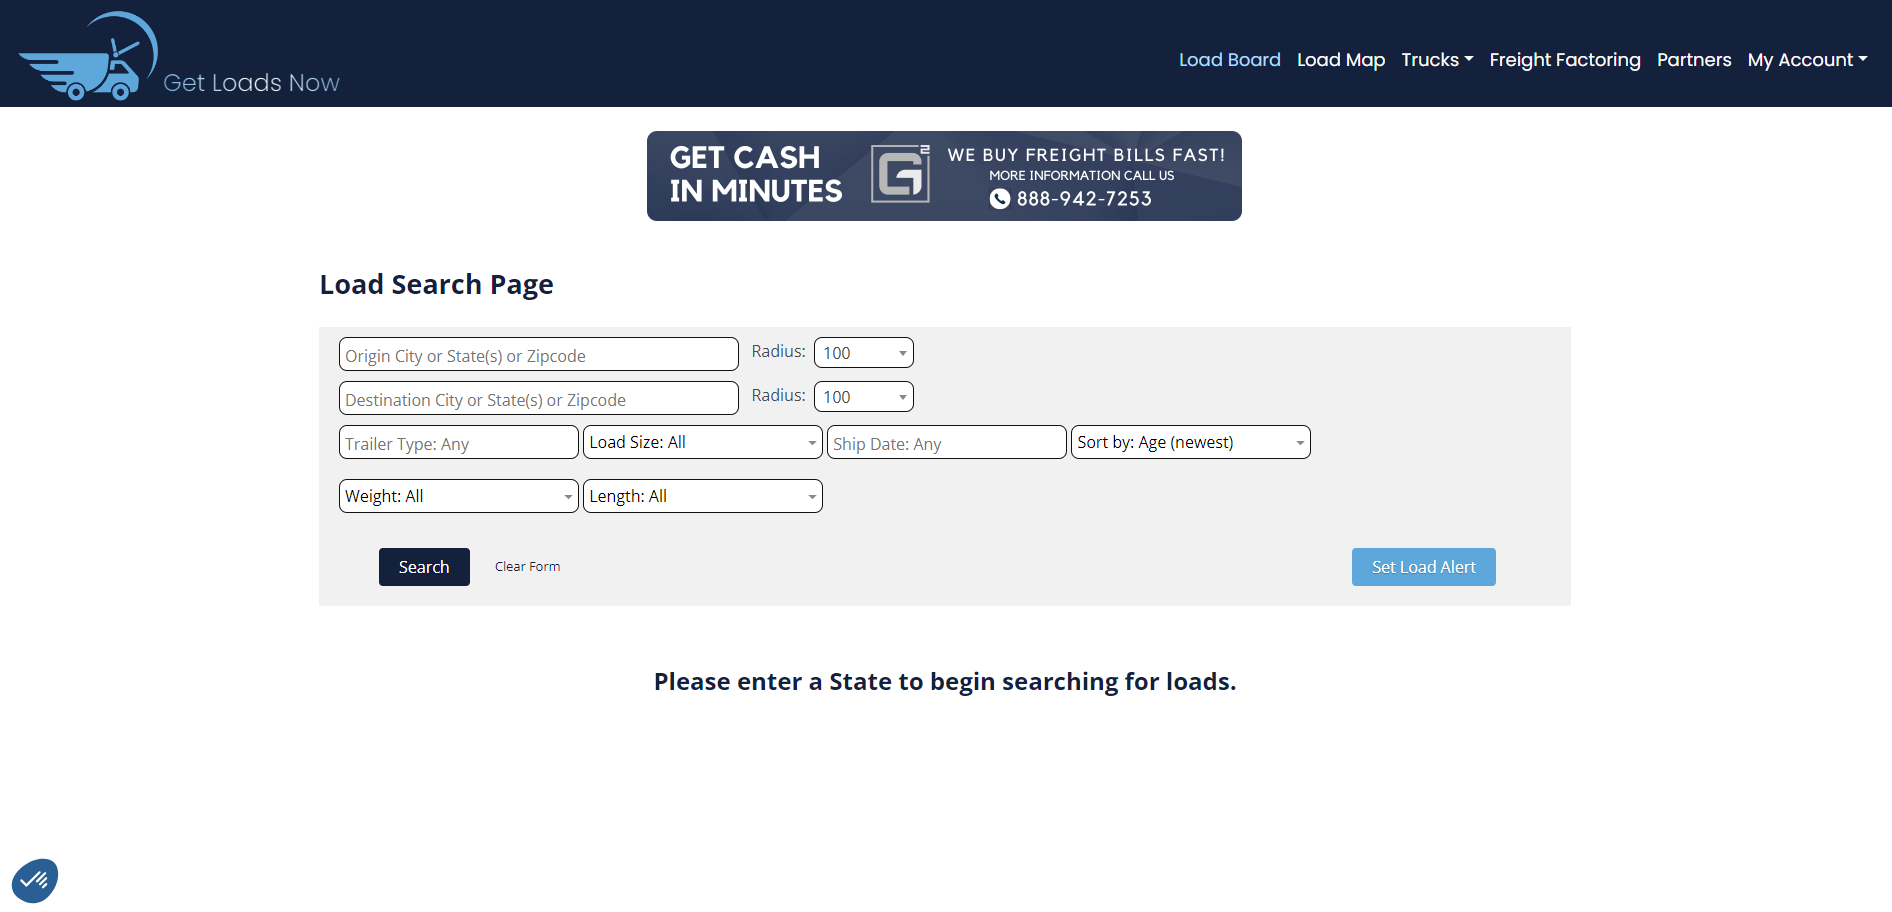 Get Loads Now
Load Board Load Map Trucks Freight Factoring Partners My Account
GET CASH
IN MINUTES
G2
WE BUY FREIGHT BILLS FAST!
MORE INFORMATION CALL US
888-942-7253
Load Search Page
Origin City or State(s) or Zipcode Radius: 100
Destination City or State(s) or Zipcode Radius: 100
Trailer Type: Any Load Size: All Ship Date: Any Sort by: Age (newest)
Weight: All Length: All
Search Clear Form Set Load Alert
Please enter a State to begin searching for loads.